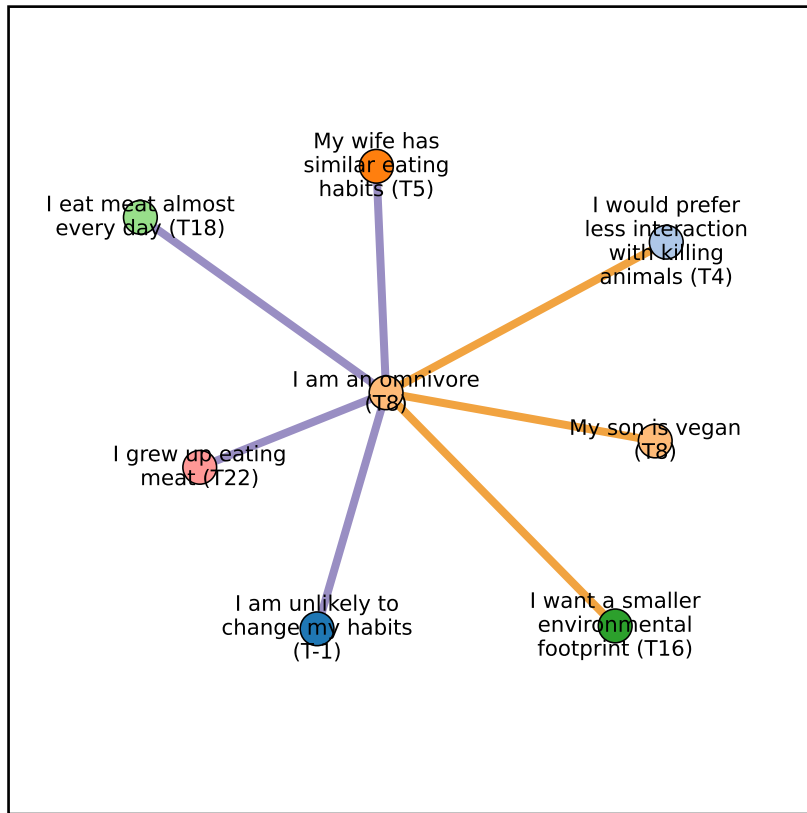 My wife has
similar eating
habits (T5)
I eat meat almost
every day (T18)
I would prefer
less interaction
with killing
animals (T4)
I am an omnivore
(T8)
My son is vegan
(T8)
I grew up eating
meat (T22)
I am unlikely to
change my habits
(T-1)
I want a smaller
environmental
footprint (T16)